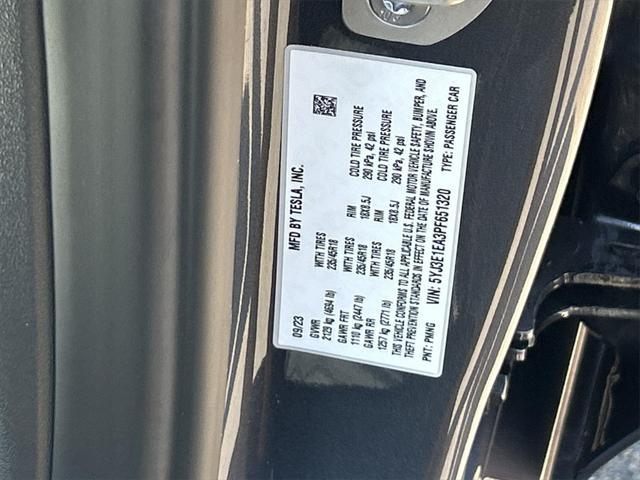 MFD BY TESLA, INC.
09/23
GVWR
2129 kg (4694 lb) WITH TIRES 235/45R18 RIM 18X8.5J COLD TIRE PRESSURE 290 kPa, 42 psi
GAWR FRT
1110 kg (2447 lb) WITH TIRES 235/45R18 RIM 18X8.5J COLD TIRE PRESSURE 290 kPa, 42 psi
GAWR RR
1257 kg (2771 lb) WITH TIRES 235/45R18
THIS VEHICLE CONFORMS TO ALL APPLICABLE U.S. FEDERAL MOTOR VEHICLE SAFETY, BUMPER, AND
THEFT PREVENTION STANDARDS IN EFFECT ON THE DATE OF MANUFACTURE SHOWN ABOVE.
PNT: PMNG VIN: 5YJ3E1EA3PF651320 TYPE: PASSENGER CAR